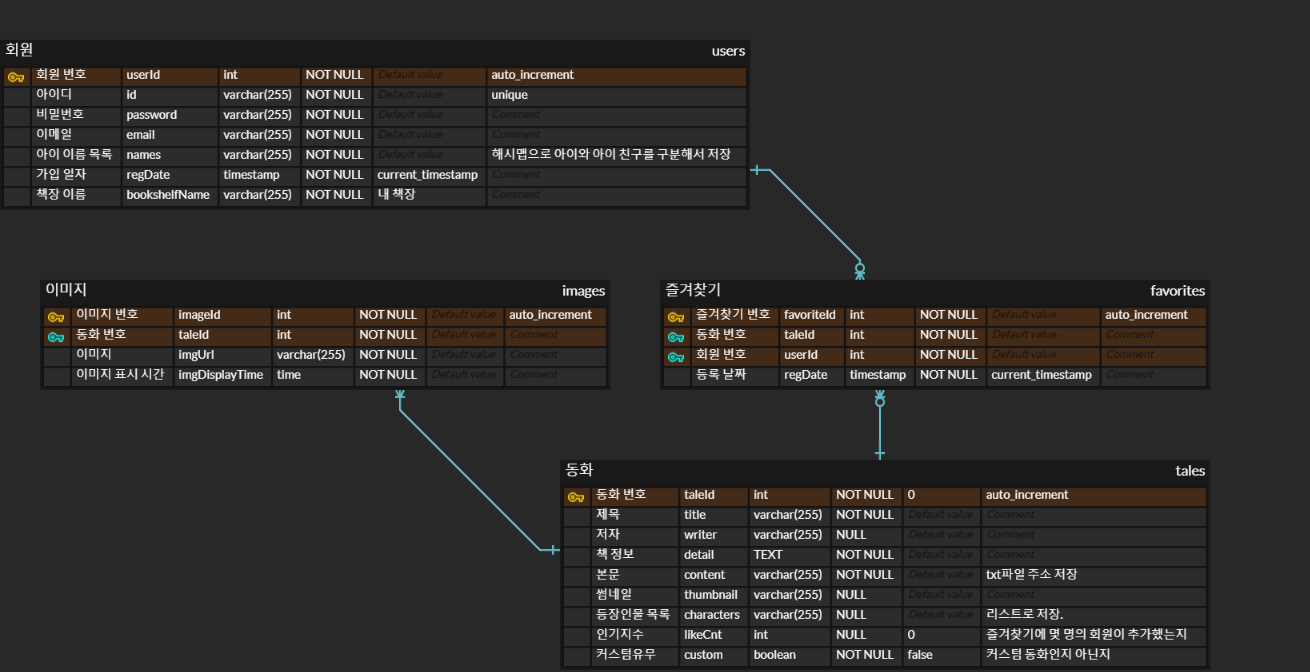 회원 users
회원 번호 userId int NOT NULL Default value auto_increment
아이디 id varchar(255) NOT NULL Default value unique
비밀번호 password varchar(255) NOT NULL Default value Comment
이메일 email varchar(255) NOT NULL Default value Comment
아이 이름 목록 names varchar(255) NOT NULL Default value 해시맵으로 아이와 아이 친구를 구분해서 저장
가입 일자 regDate timestamp NOT NULL current_timestamp Comment
책장 이름 bookshelfName varchar(255) NOT NULL 내 책장 Comment
이미지 images
이미지 번호 imageId int NOT NULL Default value auto_increment
동화 번호 taleId int NOT NULL Default value Comment
이미지 imgUrl varchar(255) NOT NULL Default value Comment
이미지 표시 시간 imgDisplayTime time NOT NULL Default value Comment
즐겨찾기 favorites
즐겨찾기 번호 favoriteId int NOT NULL Default value auto_increment
동화 번호 taleId int NOT NULL Default value Comment
회원 번호 userId int NOT NULL Default value Comment
등록 날짜 regDate timestamp NOT NULL current_timestamp Comment
동화 tales
동화 번호 taleId int NOT NULL 0 auto_increment
제목 title varchar(255) NOT NULL Default value Comment
저자 writer varchar(255) NULL Default value Comment
책 정보 detail TEXT NOT NULL Default value Comment
본문 content varchar(255) NOT NULL Default value txt파일 주소 저장
썸네일 thumbnail varchar(255) NULL Default value Comment
등장인물 목록 characters varchar(255) NULL Default value 리스트로 저장.
인기지수 likeCnt int NULL 0 즐겨찾기에 몇 명의 회원이 추가했는지
커스텀유무 custom boolean NOT NULL false 커스텀 동화인지 아닌지